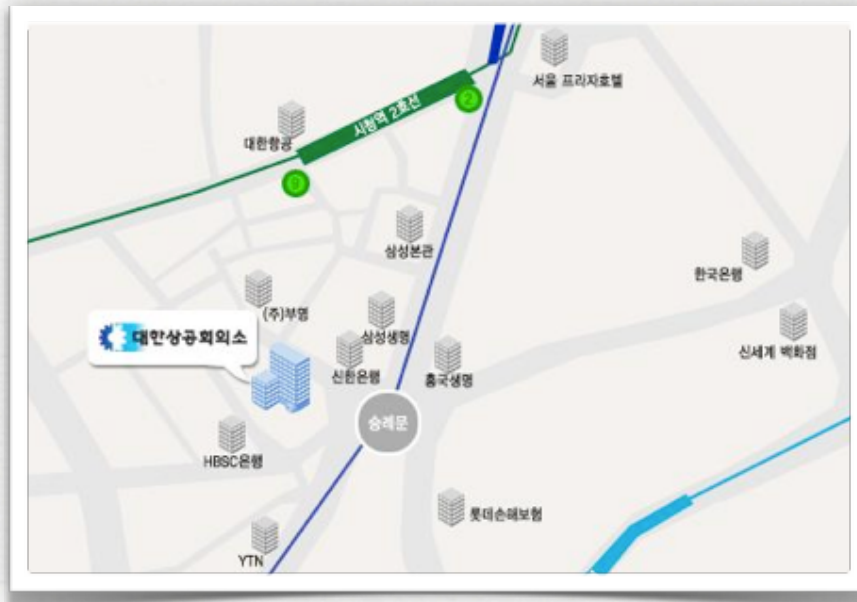 서울 프라자호텔
시청역 2호선
2
대한항공
9
삼성본관
한국은행
(주)부영
대한상공회의소
삼성생명
신한은행
흥국생명
신세계 백화점
숭례문
HBSC은행
롯데손해보험
YTN